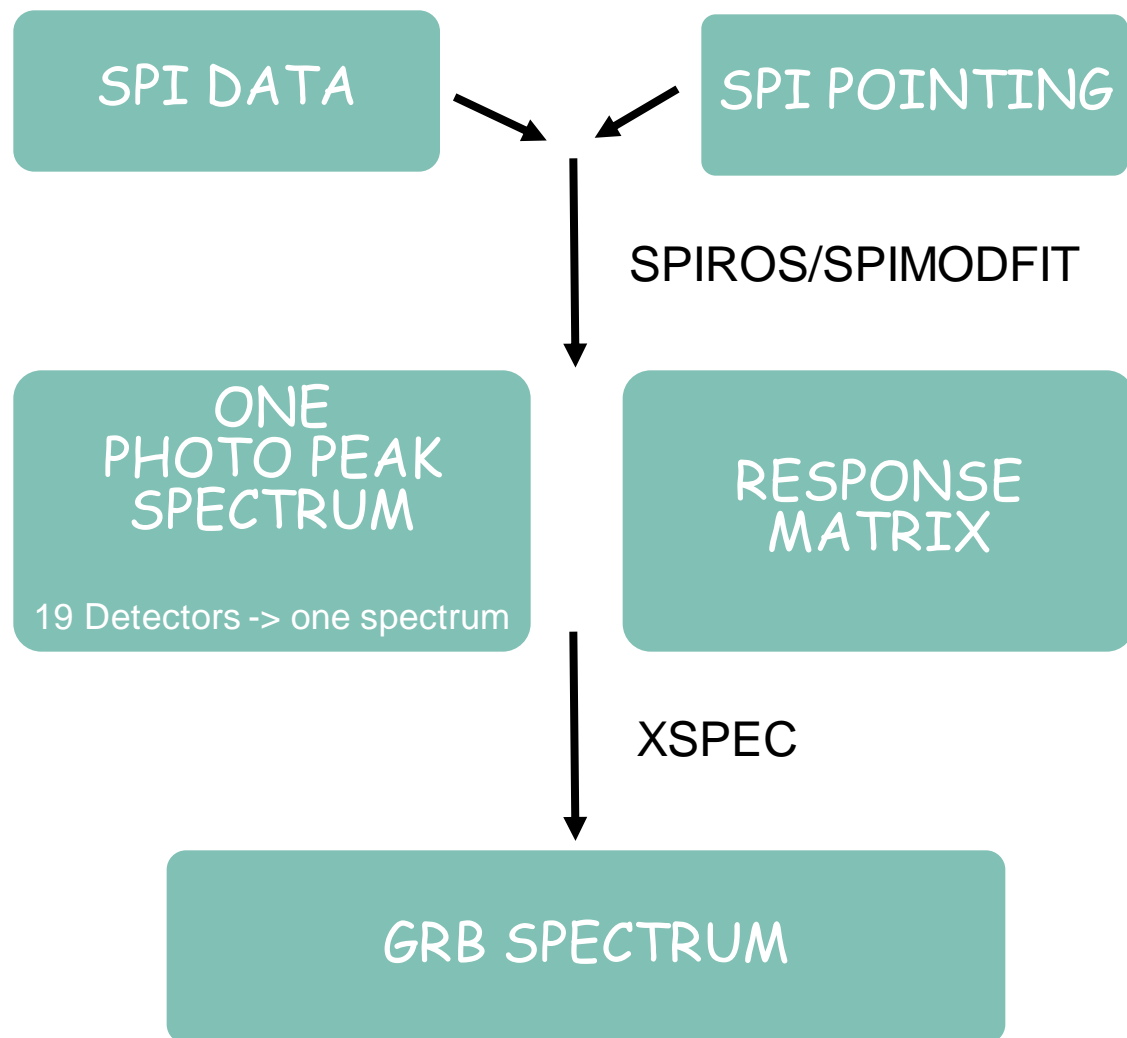 SPI DATA
SPI POINTING
SPIROS/SPIMODFIT
ONE
PHOTO PEAK
SPECTRUM
19 Detectors -> one spectrum
RESPONSE
MATRIX
XSPEC
GRB SPECTRUM